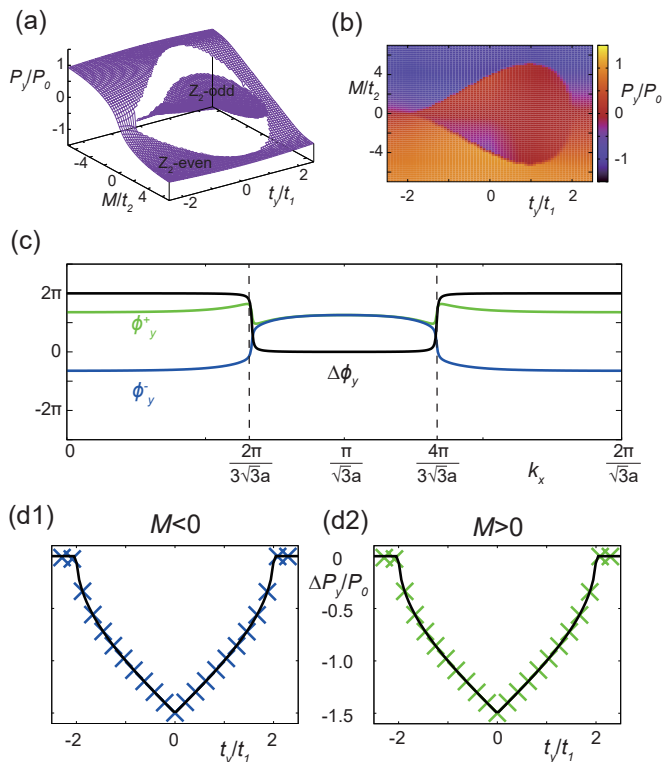 (a)
P_y/P_0
1
0
-1
Z_2-odd
Z_2-even
-4
0
4
M/t_2
-2
0
2
t_y/t_1
(b)
M/t_2
4
0
-4
-2
0
2
t_y/t_1
P_y/P_0
1
0
-1
(c)
2π
0
-2π
ϕ^+_y
ϕ^-_y
Δϕ_y
0
2π/3√3a
π/√3a
4π/3√3a
k_x
2π/√3a
(d1)
M<0
-2
0
2
t_y/t_1
(d2)
M>0
0
ΔP_y/P_0
-0.5
-1.0
-1.5
-2
0
2
t_y/t_1